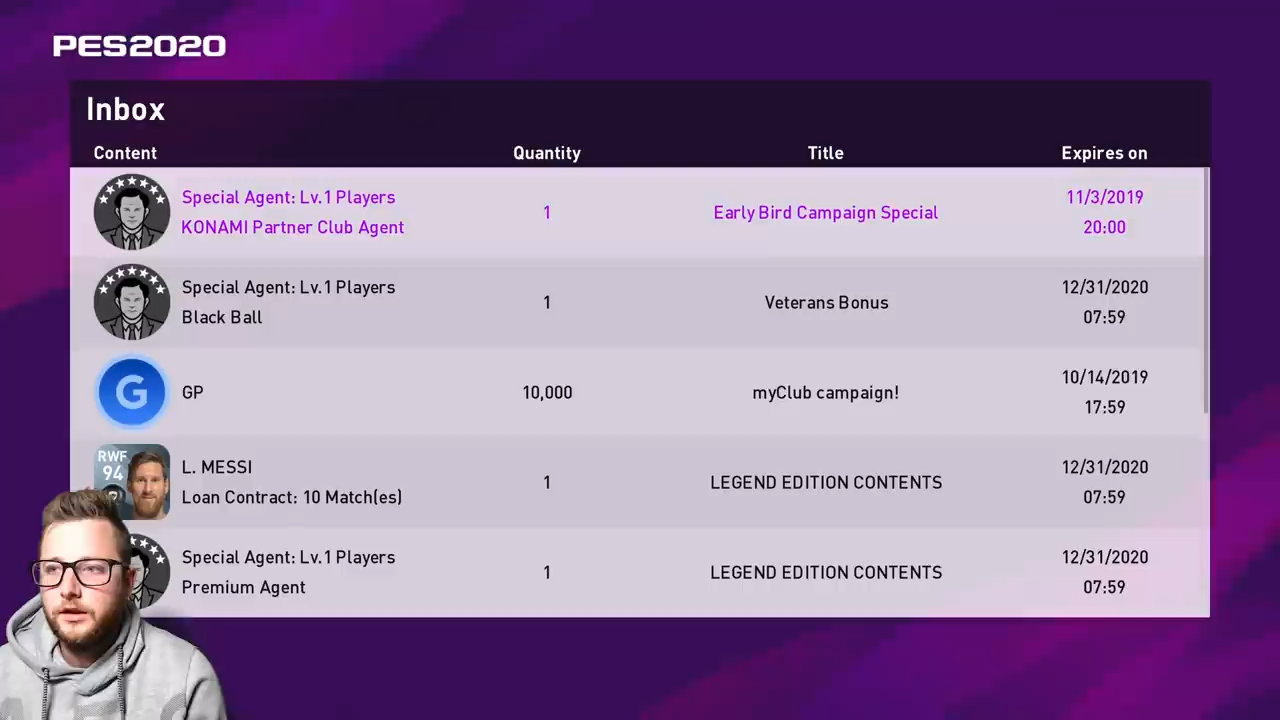 PES2020
Inbox
Content Quantity Title Expires on
Special Agent: Lv.1 Players
KONAMI Partner Club Agent
1
Early Bird Campaign Special
11/3/2019
20:00
Special Agent: Lv.1 Players
Black Ball
1
Veterans Bonus
12/31/2020
07:59
G
GP
10,000
myClub campaign!
10/14/2019
17:59
RWF
94
L. MESSI
Loan Contract: 10 Match(es)
1
LEGEND EDITION CONTENTS
12/31/2020
07:59
Special Agent: Lv.1 Players
Premium Agent
1
LEGEND EDITION CONTENTS
12/31/2020
07:59